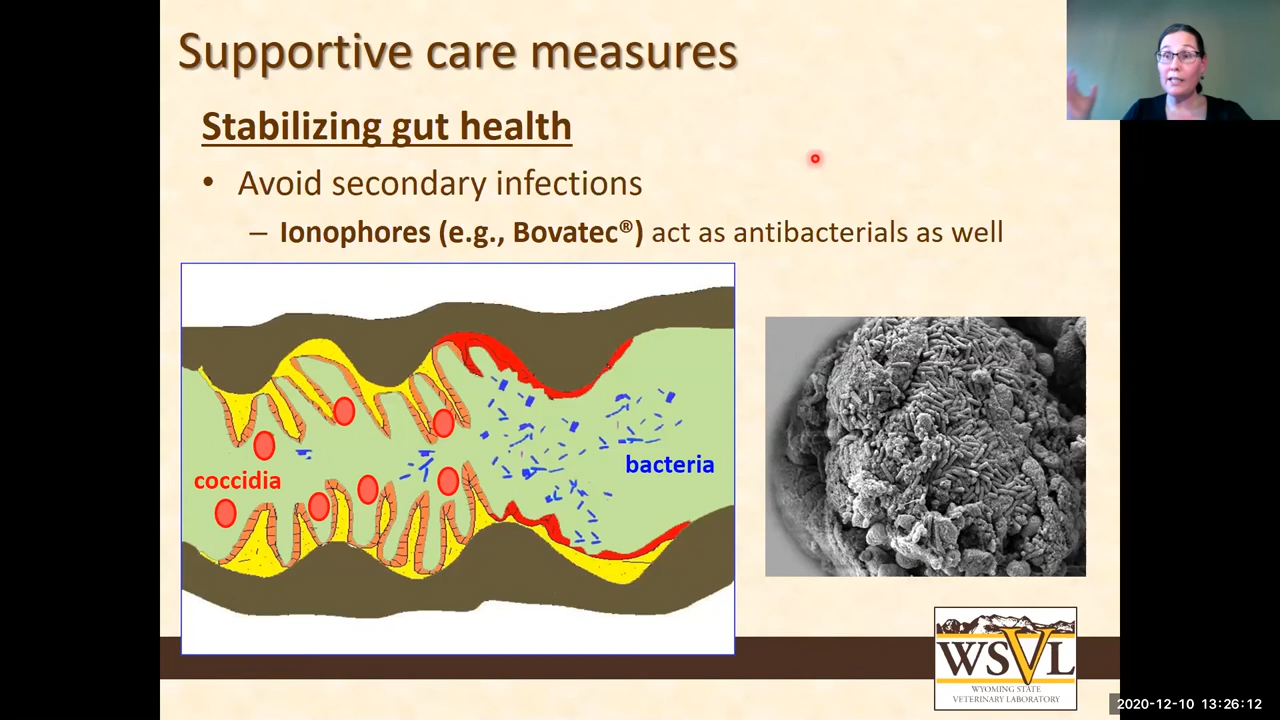 Supportive care measures
Stabilizing gut health
• Avoid secondary infections
– Ionophores (e.g., Bovatec®) act as antibacterials as well
coccidia
bacteria
WSVL
WYOMING STATE
VETERINARY LABORATORY
2020-12-10 13:26:12